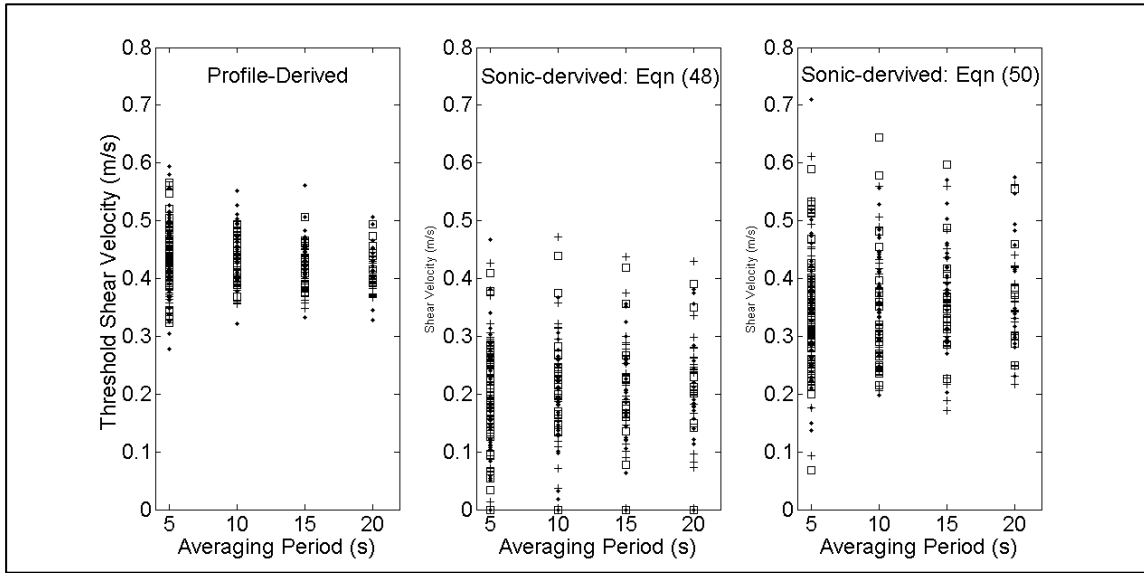 Profile-Derived
Threshold Shear Velocity (m/s)
0.8
0.7
0.6
0.5
0.4
0.3
0.2
0.1
0
5 10 15 20
Averaging Period (s)
Sonic-dervived: Eqn (48)
Shear Velocity (m/s)
0.8
0.7
0.6
0.5
0.4
0.3
0.2
0.1
0
5 10 15 20
Averaging Period (s)
Sonic-dervived: Eqn (50)
Shear Velocity (m/s)
0.8
0.7
0.6
0.5
0.4
0.3
0.2
0.1
0
5 10 15 20
Averaging Period (s)